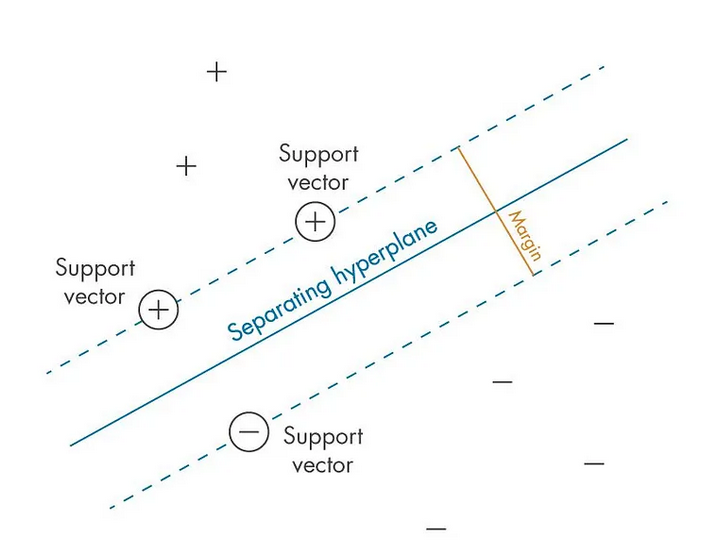 Support
vector
Support
vector
Separating hyperplane
Margin
Support
vector